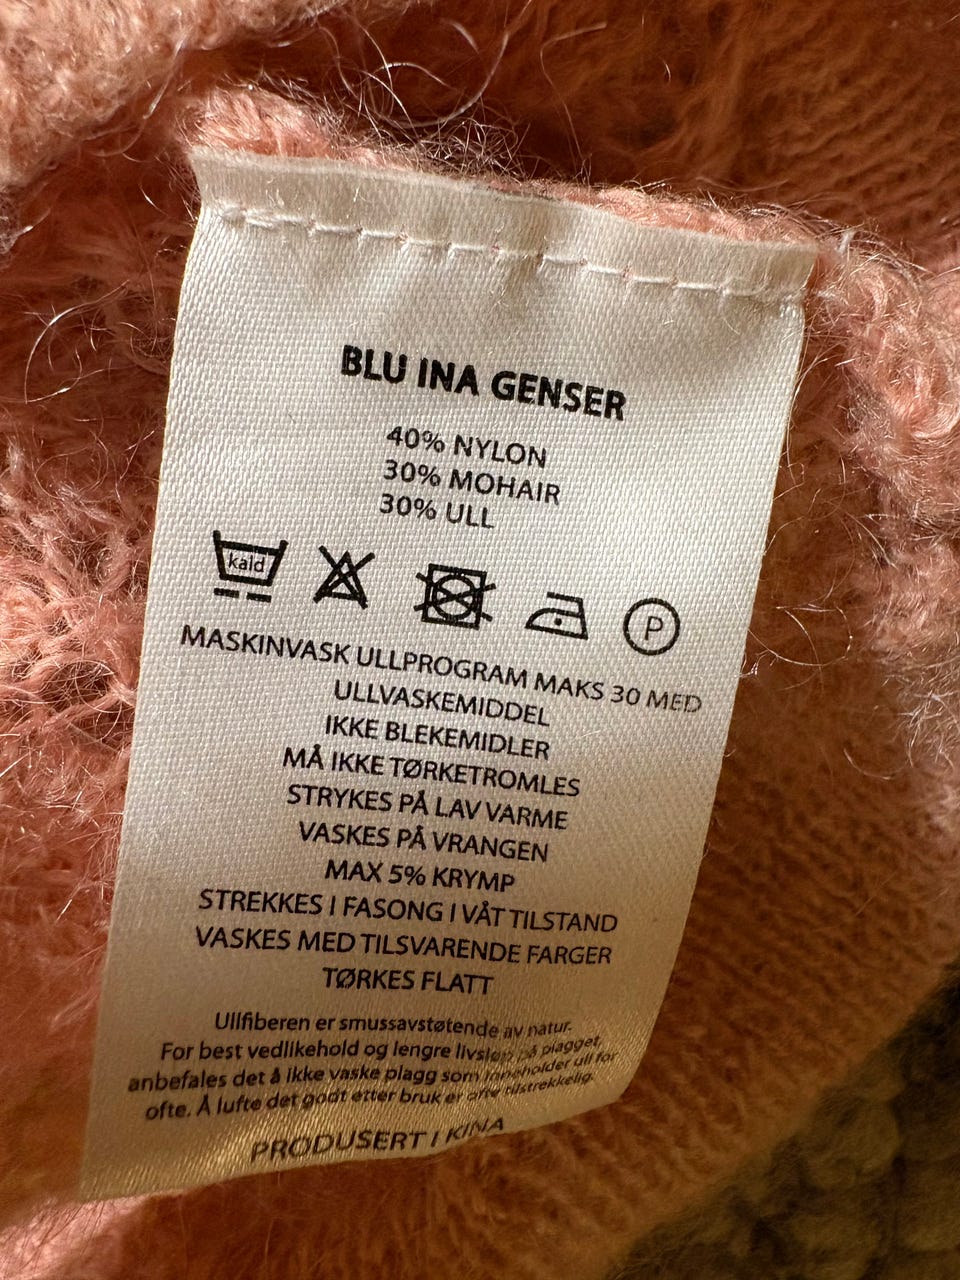 BLU INA GENSER
40% NYLON
30% MOHAIR
30% ULL
kald
P
MASKINVASK ULLPROGRAM MAKS 30 MED
ULLVASKEMIDDEL
IKKE BLEKEMIDLER
MÅ IKKE TØRKETROMLES
STRYKES PÅ LAV VARME
VASKES PÅ VRANGEN
MAX 5% KRYMP
STREKKES I FASONG I VÅT TILSTAND
VASKES MED TILSVARENDE FARGER
TØRKES FLATT
Ullfiberen er smussavstøtende av natur.
For best vedlikehold og lengre livsløp på plagget,
anbefales det å ikke vaske plagg som inneholder ull for
ofte. Å lufte det godt etter bruk er ofte tilstrekkelig.
PRODUSERT I KINA